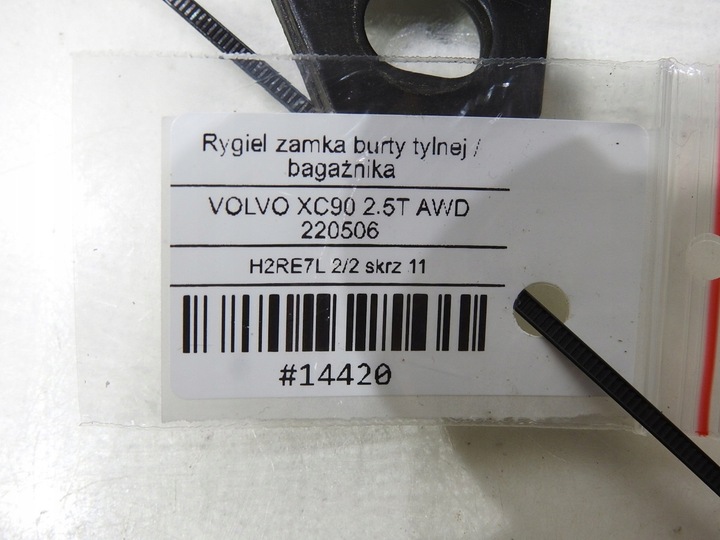 Rygiel zamka burty tylnej /
bagażnika
VOLVO XC90 2.5T AWD
220506
H2RE7L 2/2 skrz 11
#14420